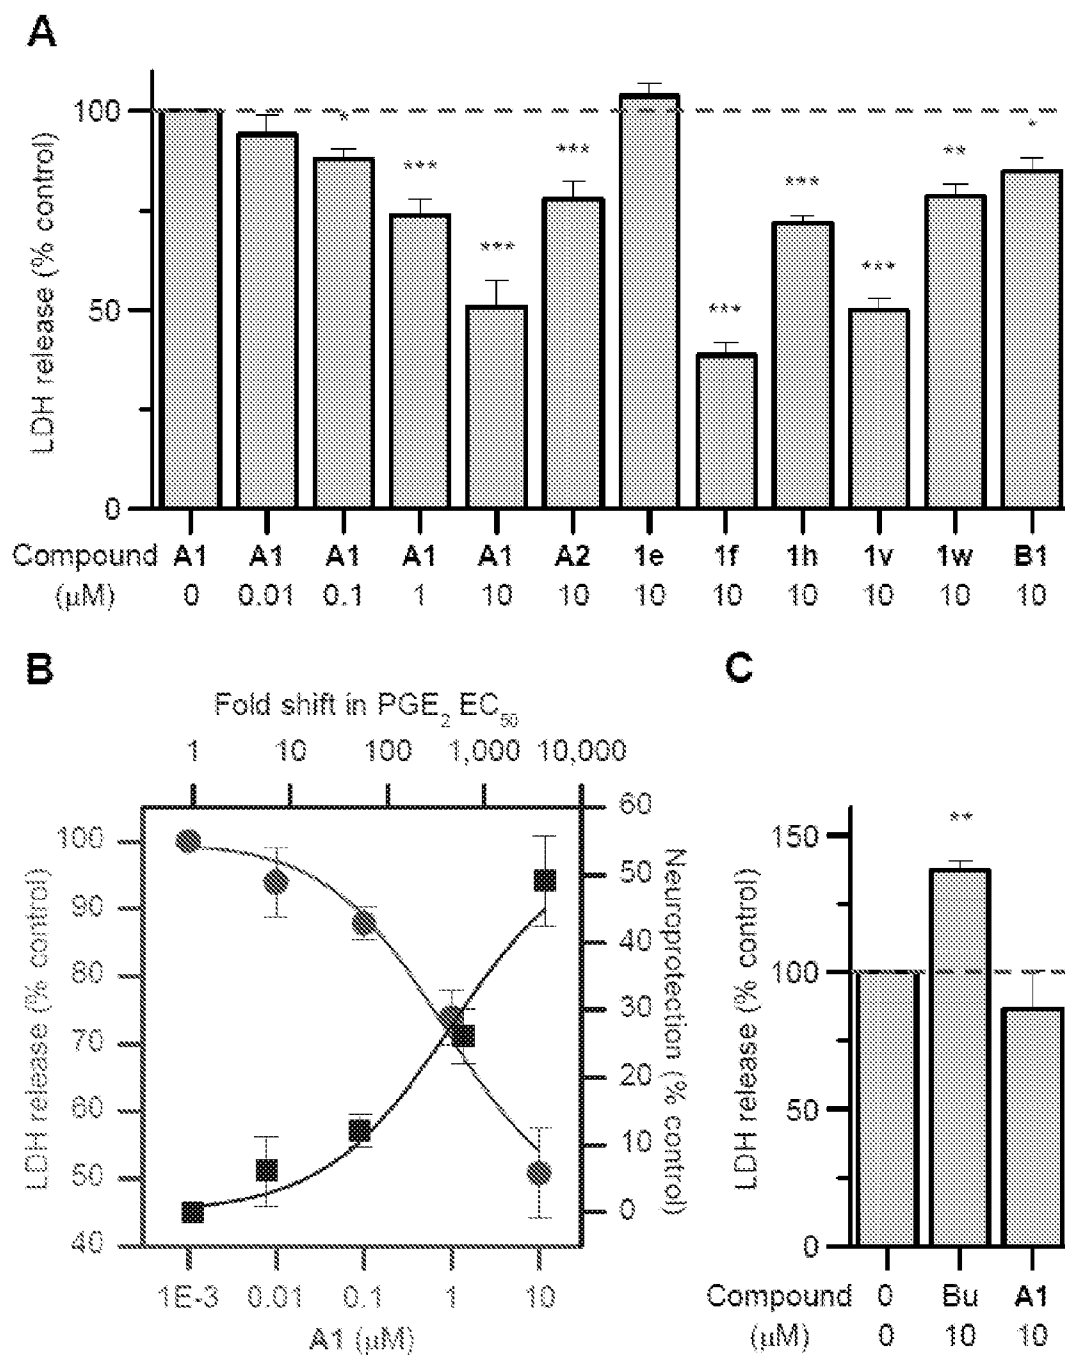 A
LDH release (% control)
100
50
0
* *** *** *** *** *** *** ** *
Compound A1 A1 A1 A1 A1 A2 1e 1f 1h 1v 1w B1
(μM) 0 0.01 0.1 1 10 10 10 10 10 10 10 10
B
Fold shift in PGE₂ EC₅₀
1 10 100 1,000 10,000
LDH release (% control)
100
90
80
70
60
50
40
60
50
40
30
20
10
0
Neuroprotection (% control)
1E-3 0.01 0.1 1 10
A1 (μM)
C
LDH release (% control)
150
100
50
0
**
Compound 0 Bu A1
(μM) 0 10 10